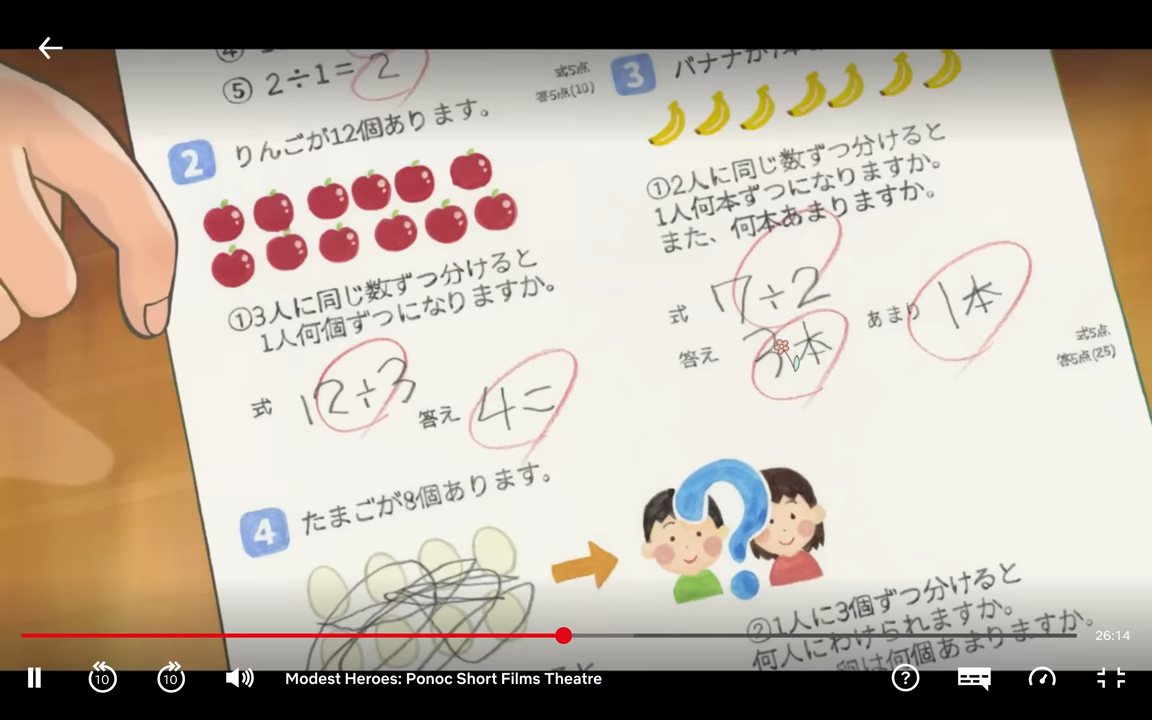 ⑤ 2÷1= 2
式5点
答5点(10)
2 りんごが12個あります。
①3人に同じ数ずつ分けると
1人何個ずつになりますか。
式 12÷3 答え 4こ
3 バナナが7本
①2人に同じ数ずつ分けると
1人何本ずつになりますか。
また、何本あまりますか。
式 7÷2
答え 3本 あまり 1本
式5点
答5点(25)
4 たまごが8個あります。
?
②1人に3個ずつ分けると
何人にわけられますか。
卵は何個あまりますか。
26:14
10 10 Modest Heroes: Ponoc Short Films Theatre ?